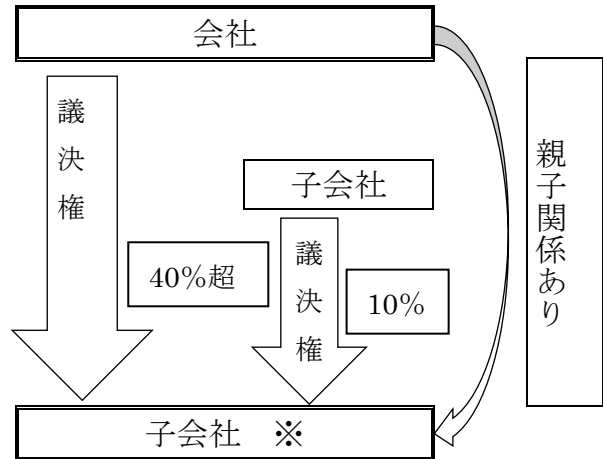 会社
議決権
子会社
40%超
議決権
10%
親子関係あり
子会社 ※